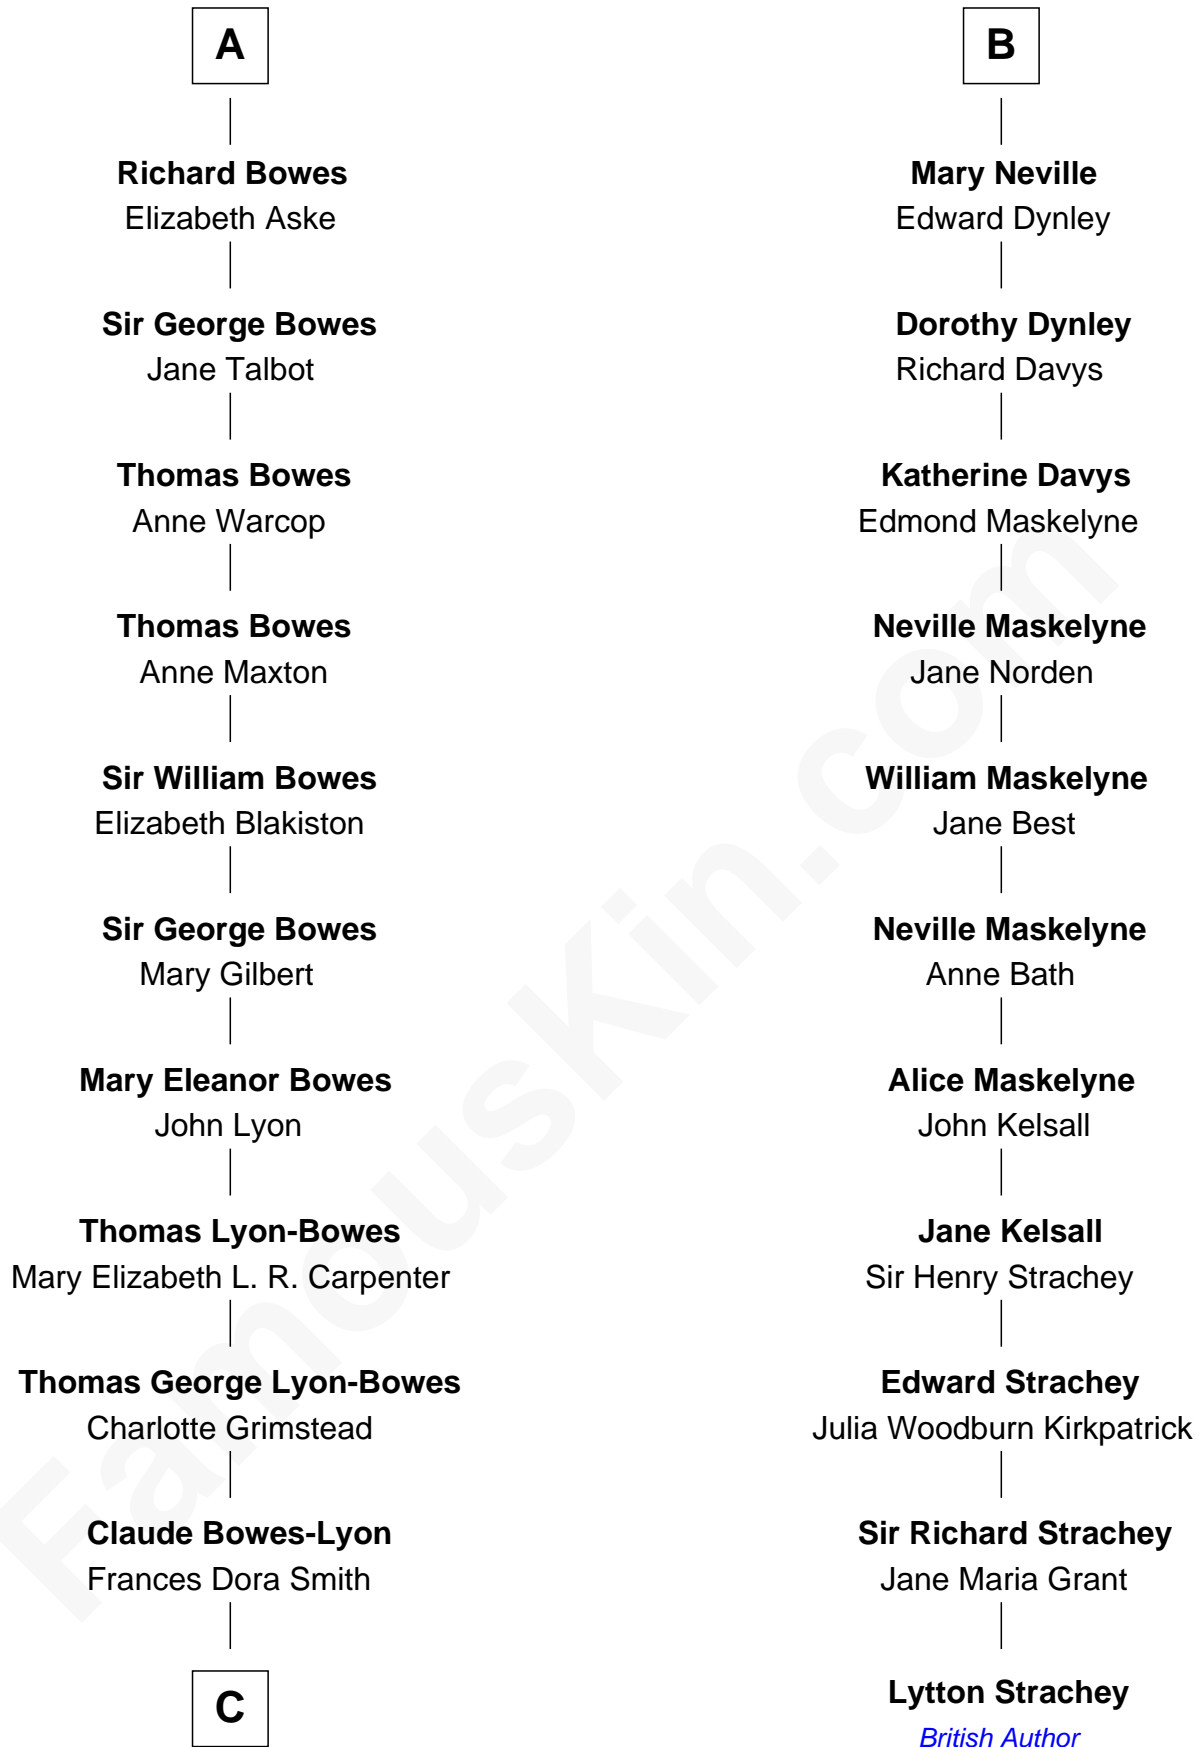 A
Richard Bowes
Elizabeth Aske
Sir George Bowes
Jane Talbot
Thomas Bowes
Anne Warcop
Thomas Bowes
Anne Maxton
Sir William Bowes
Elizabeth Blakiston
Sir George Bowes
Mary Gilbert
Mary Eleanor Bowes
John Lyon
Thomas Lyon-Bowes
Mary Elizabeth L. R. Carpenter
Thomas George Lyon-Bowes
Charlotte Grimstead
Claude Bowes-Lyon
Frances Dora Smith
C
B
Mary Neville
Edward Dynley
Dorothy Dynley
Richard Davys
Katherine Davys
Edmond Maskelyne
Neville Maskelyne
Jane Norden
William Maskelyne
Jane Best
Neville Maskelyne
Anne Bath
Alice Maskelyne
John Kelsall
Jane Kelsall
Sir Henry Strachey
Edward Strachey
Julia Woodburn Kirkpatrick
Sir Richard Strachey
Jane Maria Grant
Lytton Strachey
British Author
FamousKin.com